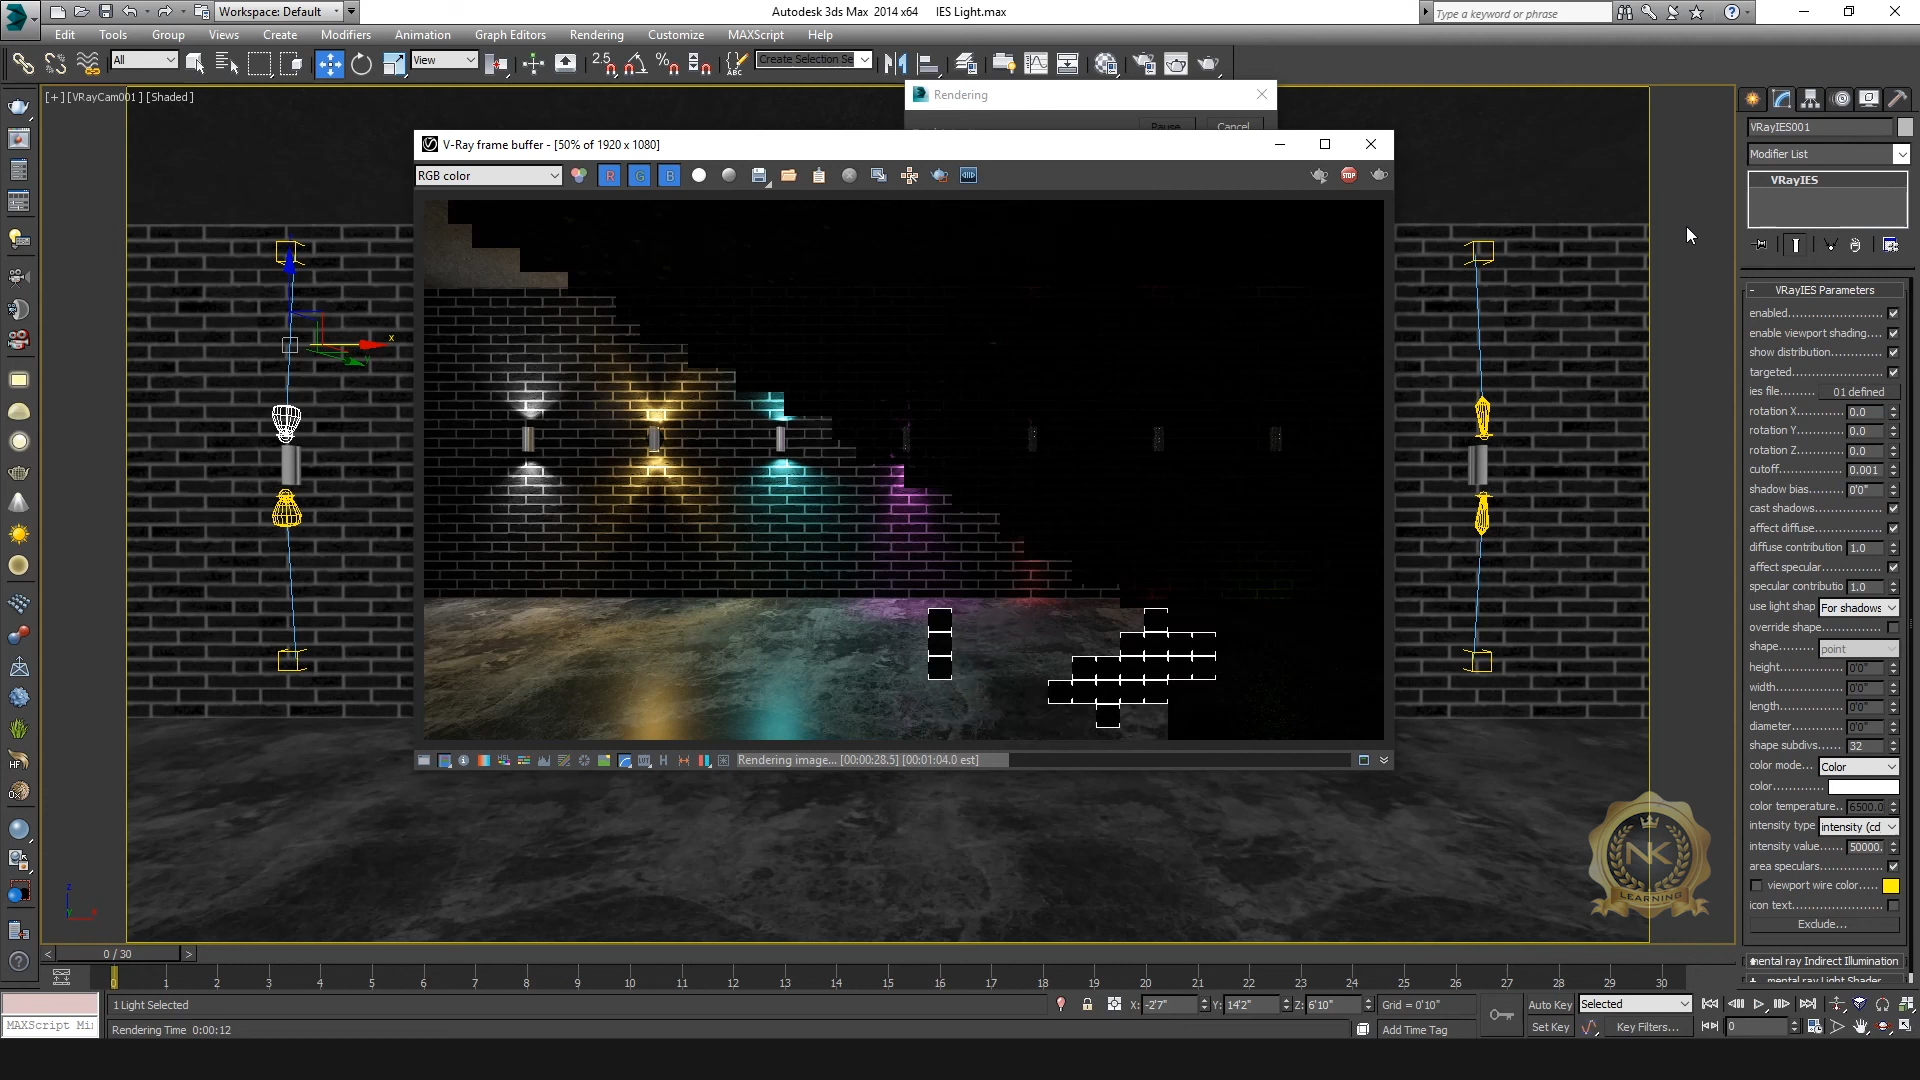 Workspace: Default
Autodesk 3ds Max 2014 x64 IES Light.max
Type a keyword or phrase
Edit Tools Group Views Create Modifiers Animation Graph Editors Rendering Customize MAXScript Help
All
View
2.5
Create Selection Se
[+] [VRayCam001] [Shaded]
Rendering
Pause Cancel
V-Ray frame buffer - [50% of 1920 x 1080]
RGB color
R G B
STOP
Rendering image... [00:00:28.5] [00:01:04.0 est]
VRayIES001
Modifier List
VRayIES
- VRayIES Parameters
enabled
enable viewport shading
show distribution
targeted
ies file 01 defined
rotation X 0.0
rotation Y 0.0
rotation Z 0.0
cutoff 0.001
shadow bias 0'0"
cast shadows
affect diffuse
diffuse contribution 1.0
affect specular
specular contributio 1.0
use light shap For shadows
override shape
shape point
height 0'0"
width 0'0"
length 0'0"
diameter 0'0"
shape subdivs 32
color mode Color
color
color temperature 6500.0
intensity type intensity (cd
intensity value 50000.
area speculars
viewport wire color
icon text
Exclude...
mental ray Indirect Illumination
mental ray Light Shader
NK
LEARNING
x
z
HF
< 0 / 30 >
0 1 2 3 4 5 6 7 8 9 10 11 12 13 14 15 16 17 18 19 20 21 22 23 24 25 26 27 28 29 30
1 Light Selected
X: -2'7" Y: 14'2" Z: 6'10" Grid = 0'10"
Auto Key Selected
MAXScript Mi
Rendering Time 0:00:12
Add Time Tag
Set Key Key Filters... 0